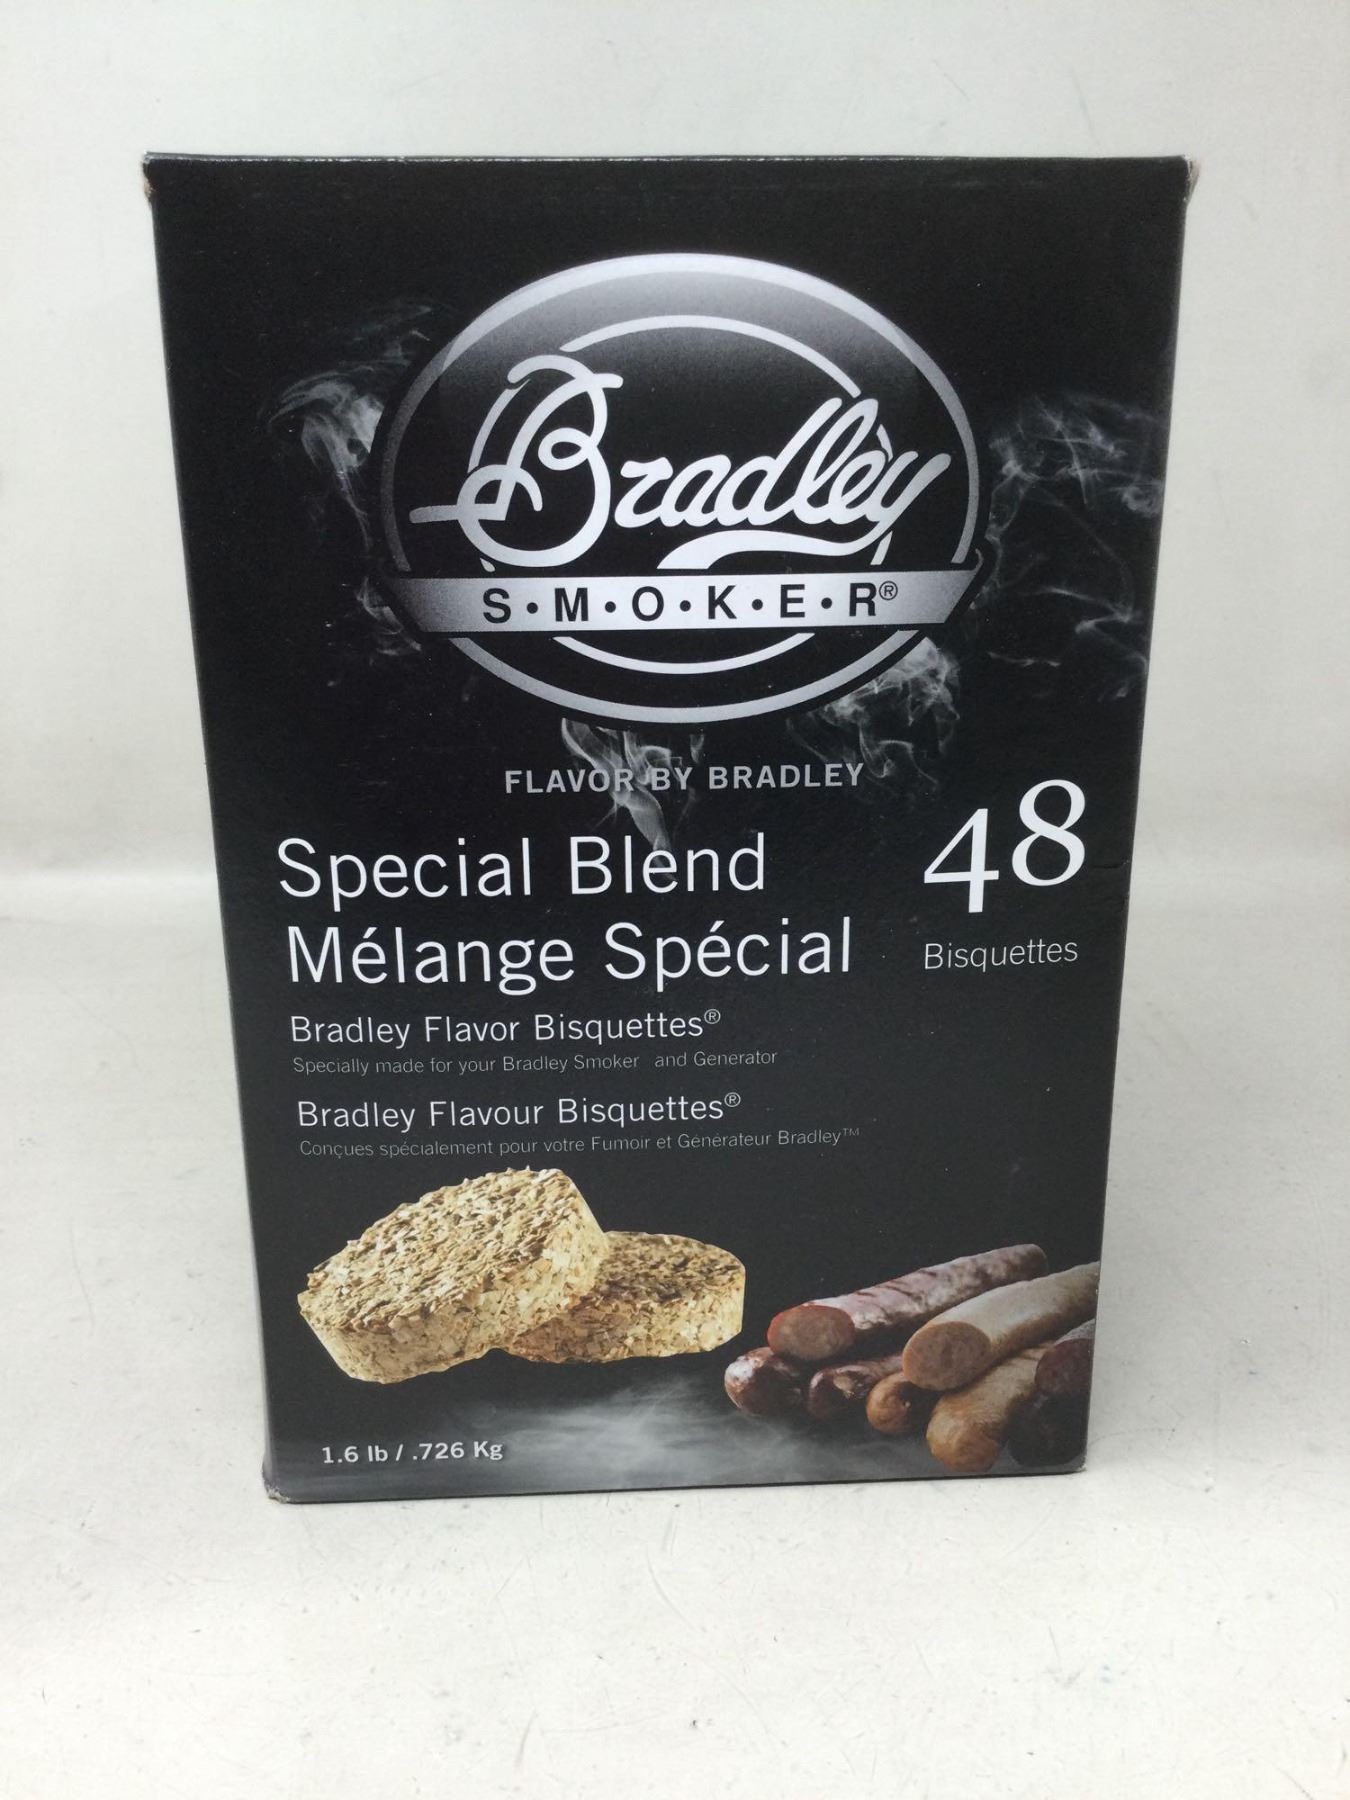 Bradley
S•M•O•K•E•R®
FLAVOR BY BRADLEY
Special Blend
Mélange Spécial
48
Bisquettes
Bradley Flavor Bisquettes®
Specially made for your Bradley Smoker and Generator
Bradley Flavour Bisquettes®
Conçues spécialement pour votre Fumoir et Générateur Bradley™
1.6 lb / .726 Kg